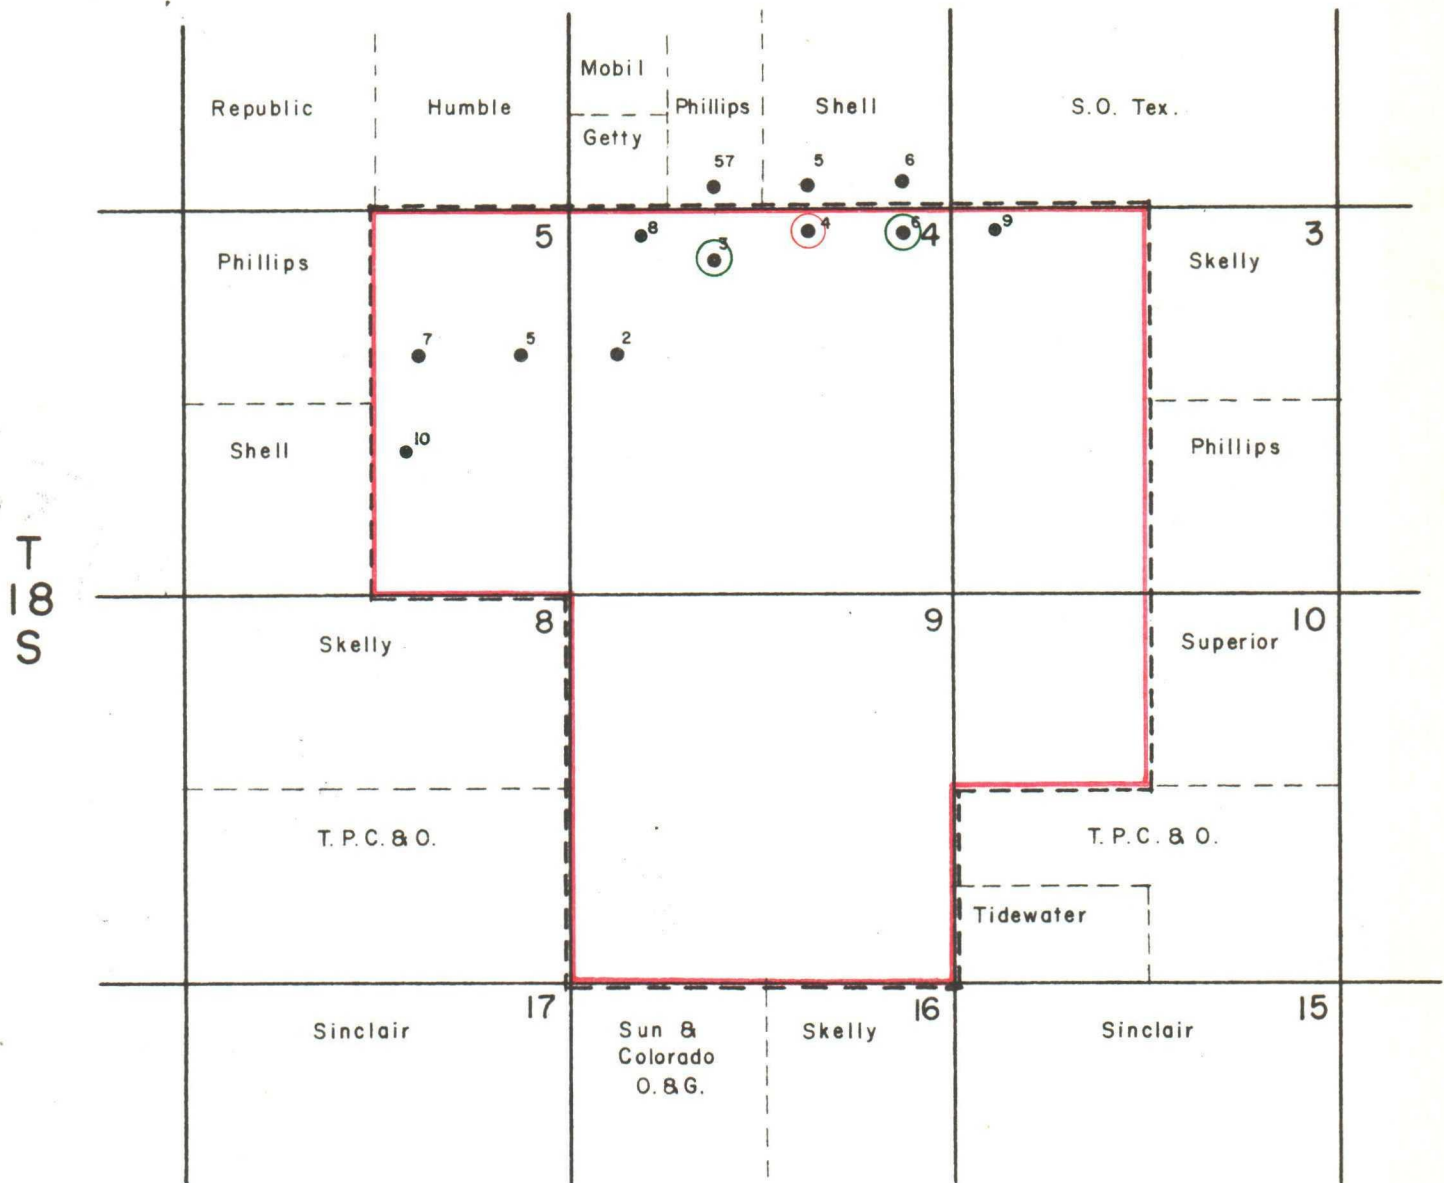 Mobil
Republic Humble Phillips Shell S.O. Tex.
Getty
57 5 6
5 8 3 4 6 4 9 3
Phillips Skelly
7 5 2
10
Shell Phillips
T
18
S
8 9 10
Skelly Superior
T. P. C. & O. T. P. C. & O.
Tidewater
17 16 15
Sinclair Sun & Skelly Sinclair
Colorado
O. & G.